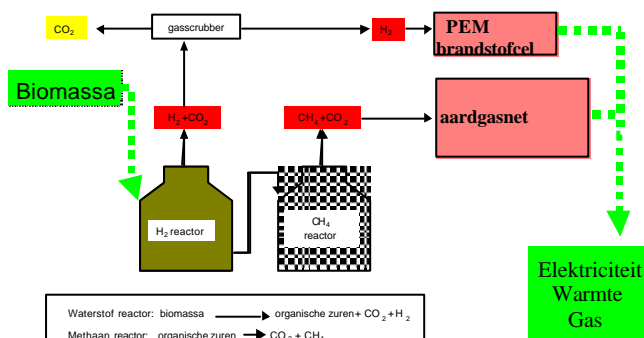 CO₂
gasscrubber
H₂
PEM
brandstofcel
Biomassa
H₂+CO₂
CH₄+CO₂
aardgasnet
H₂ reactor
CH₄
reactor
Elektriciteit
Warmte
Gas
Waterstof reactor: biomassa → organische zuren + CO₂ + H₂
Methaan reactor: organische zuren → CO₂ + CH₄